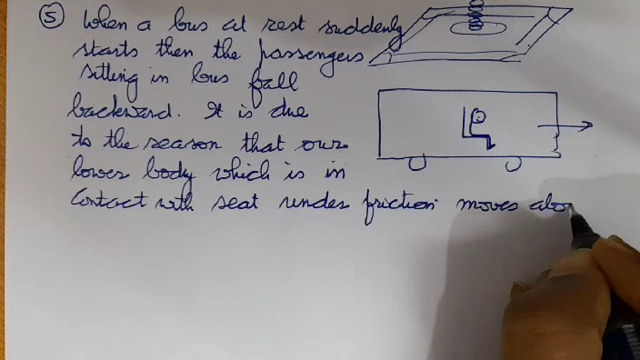 ⑤ When a bus at rest suddenly
starts then the passengers
sitting in bus fall
backward. It is due
to the reason that our
lower body which is in
Contact with seat under friction moves alon